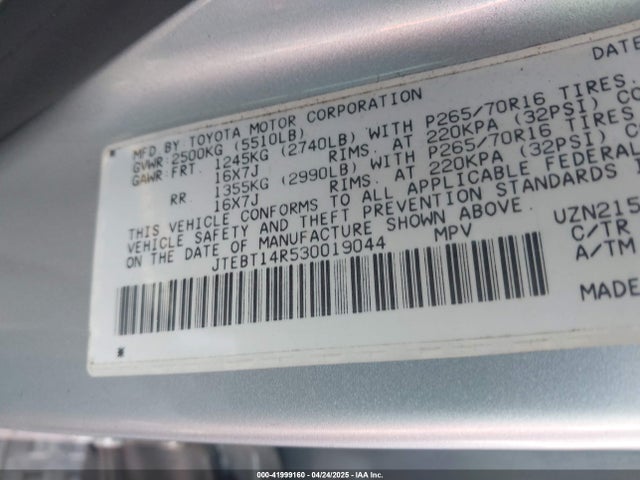 DATE
MFD.BY TOYOTA MOTOR CORPORATION
GVWR 2500KG (5510LB)
GAWR FRT. 1245KG (2740LB) WITH P265/70R16 TIRES,
16X7J RIMS. AT 220KPA (32PSI) CO
RR 1355KG (2990LB) WITH P265/70R16 TIRES
16X7J RIMS. AT 220KPA (32PSI) CO
THIS VEHICLE CONFORMS TO ALL APPLICABLE FEDERAL
VEHICLE SAFETY AND THEFT PREVENTION STANDARDS I
ON THE DATE OF MANUFACTURE SHOWN ABOVE.
JTEBT14R530019044 MPV
UZN215
C/TR
A/TM
MADE
000-41999160 - 04/24/2025 - IAA Inc.